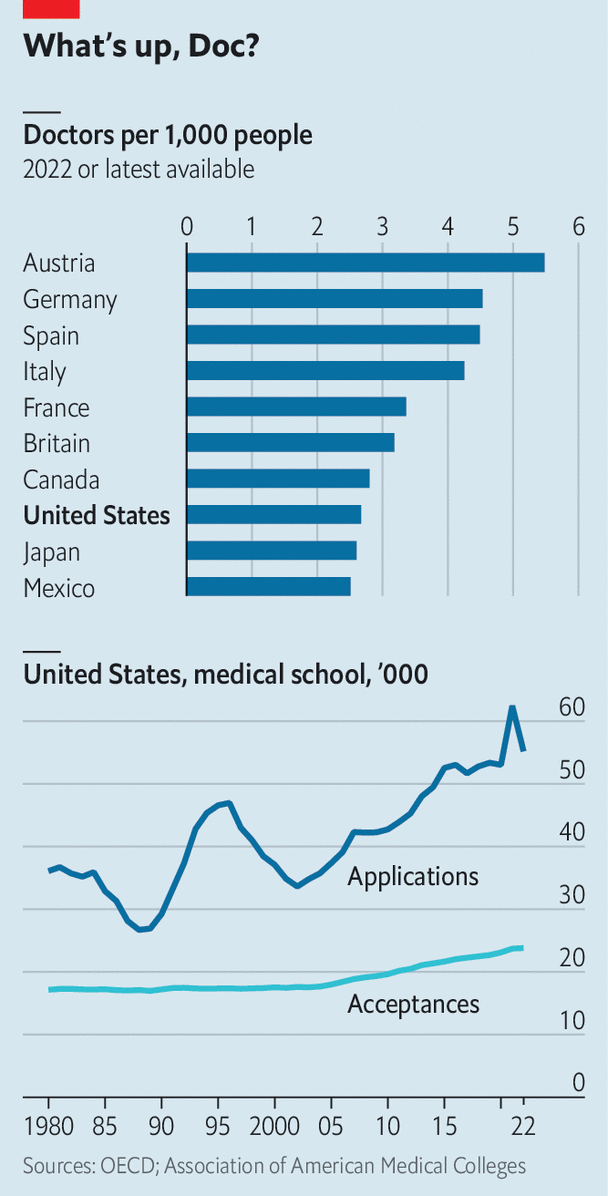 What's up, Doc?
Doctors per 1,000 people
2022 or latest available
0 1 2 3 4 5 6
Austria
Germany
Spain
Italy
France
Britain
Canada
United States
Japan
Mexico
United States, medical school, ’000
60
50
40
Applications
30
20
Acceptances
10
0
1980 85 90 95 2000 05 10 15 22
Sources: OECD; Association of American Medical Colleges